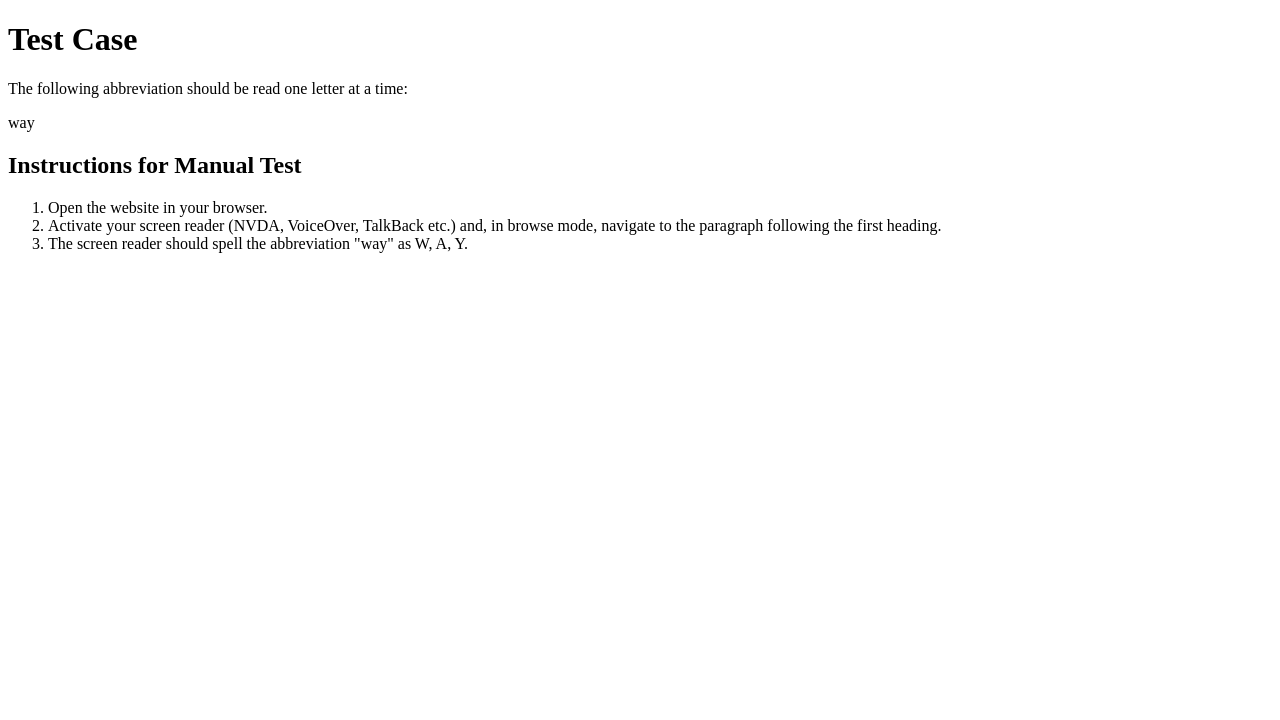 Test Case
The following abbreviation should be read one letter at a time:
way
Instructions for Manual Test
1. Open the website in your browser.
2. Activate your screen reader (NVDA, VoiceOver, TalkBack etc.) and, in browse mode, navigate to the paragraph following the first heading.
3. The screen reader should spell the abbreviation "way" as W, A, Y.